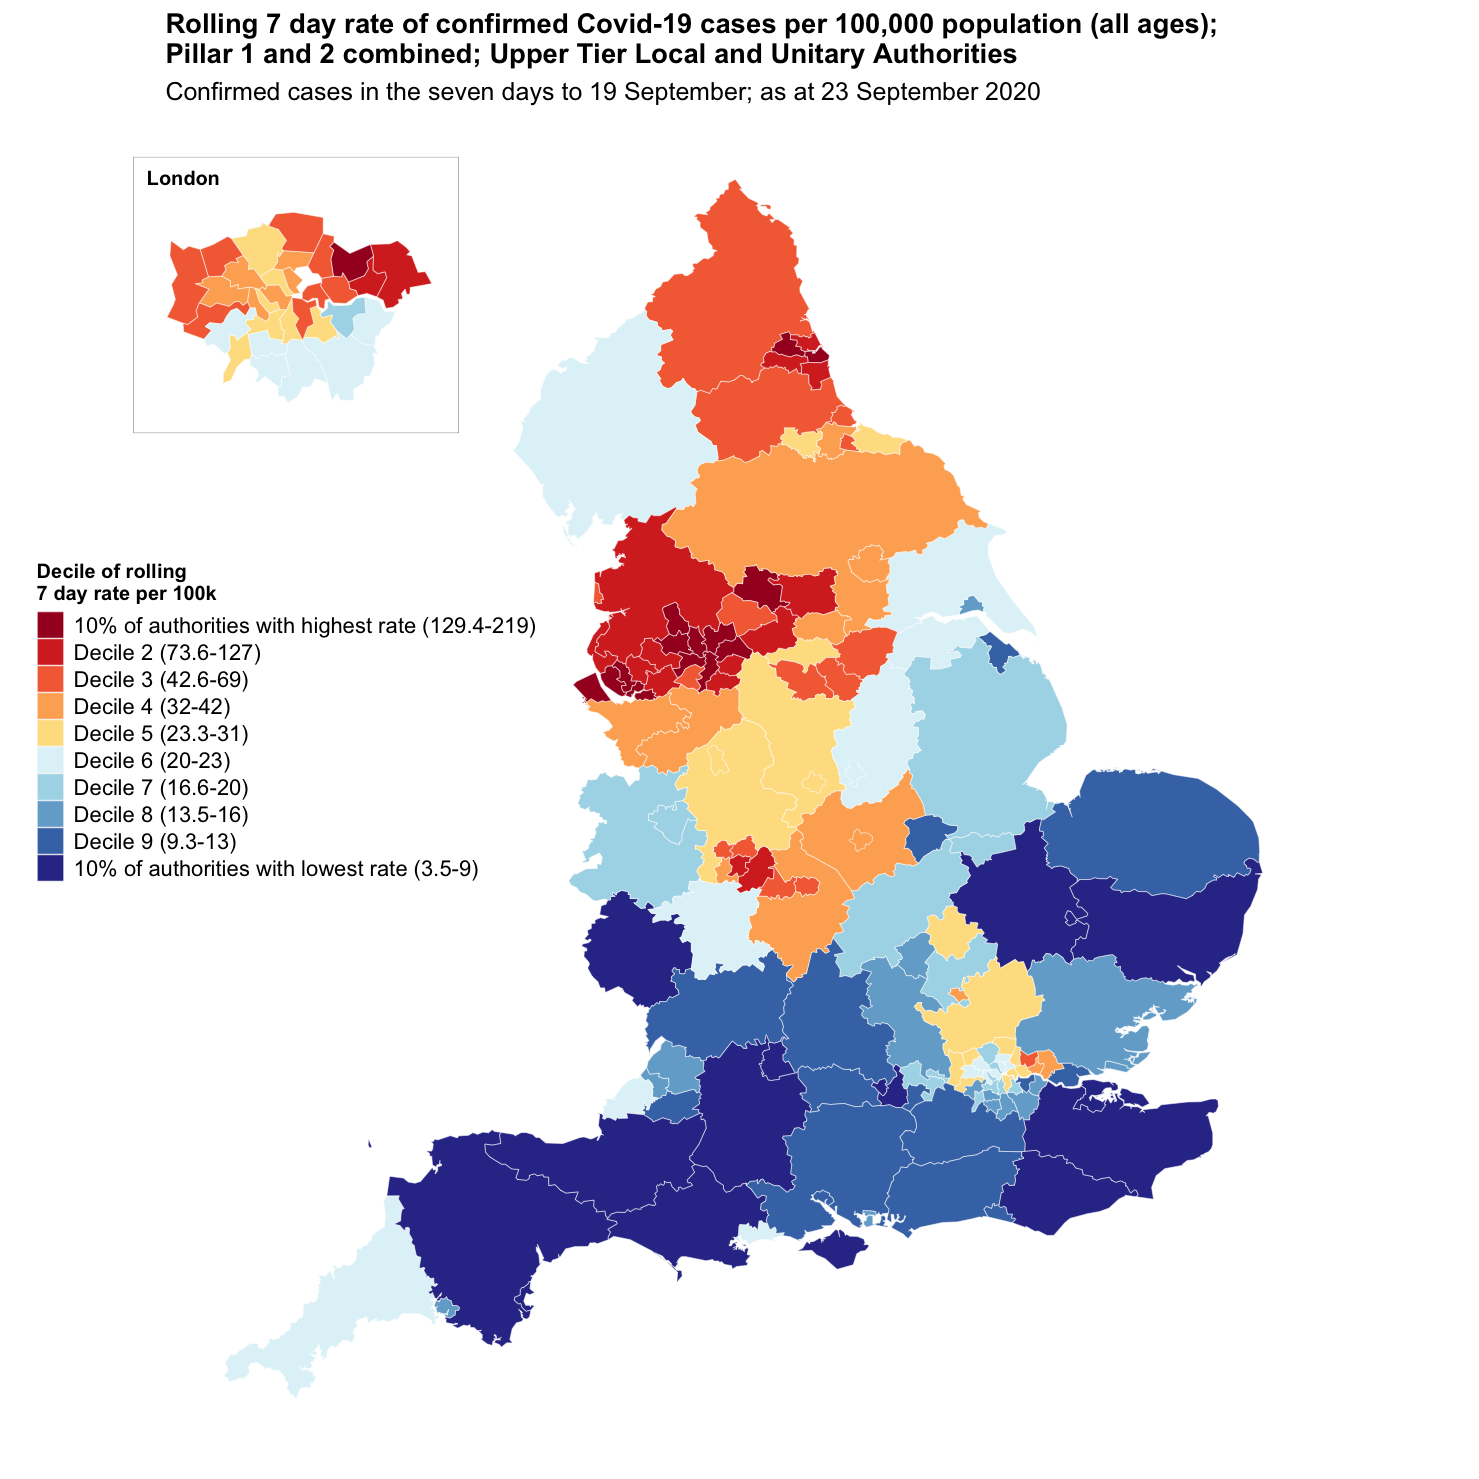 Rolling 7 day rate of confirmed Covid-19 cases per 100,000 population (all ages);
Pillar 1 and 2 combined; Upper Tier Local and Unitary Authorities
Confirmed cases in the seven days to 19 September; as at 23 September 2020
London
Decile of rolling
7 day rate per 100k
10% of authorities with highest rate (129.4-219)
Decile 2 (73.6-127)
Decile 3 (42.6-69)
Decile 4 (32-42)
Decile 5 (23.3-31)
Decile 6 (20-23)
Decile 7 (16.6-20)
Decile 8 (13.5-16)
Decile 9 (9.3-13)
10% of authorities with lowest rate (3.5-9)